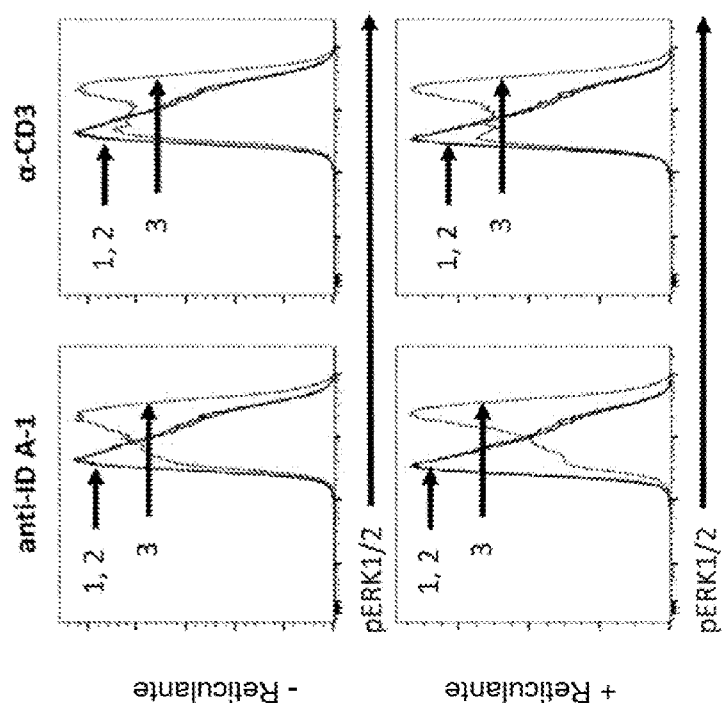 anti-ID A-1
α-CD3
- Reticulante
1, 2
3
1, 2
3
pERK1/2
+ Reticulante
1, 2
3
1, 2
3
pERK1/2